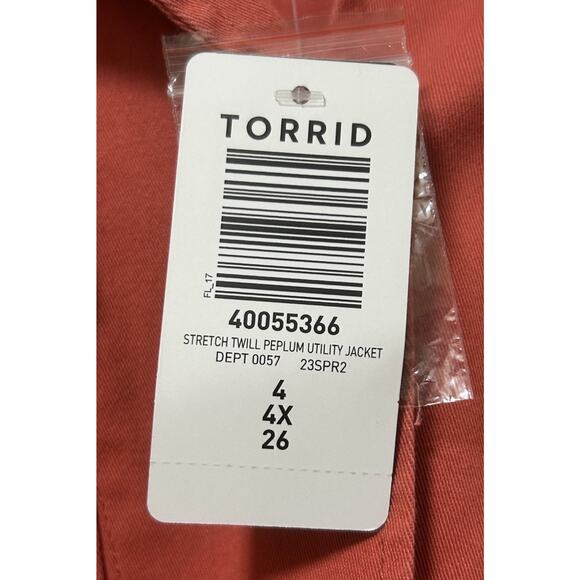 TORRID
FL_17
40055366
STRETCH TWILL PEPLUM UTILITY JACKET
DEPT 0057 23SPR2
4
4X
26